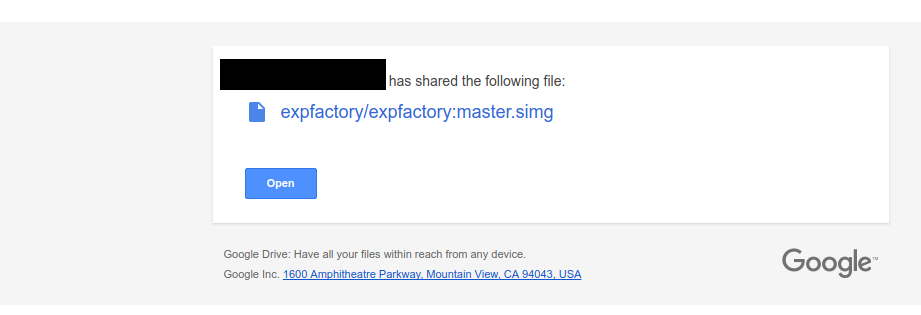 has shared the following file:
expfactory/expfactory:master.simg
Open
Google Drive: Have all your files within reach from any device.
Google Inc. 1600 Amphitheatre Parkway, Mountain View, CA 94043, USA
Google™